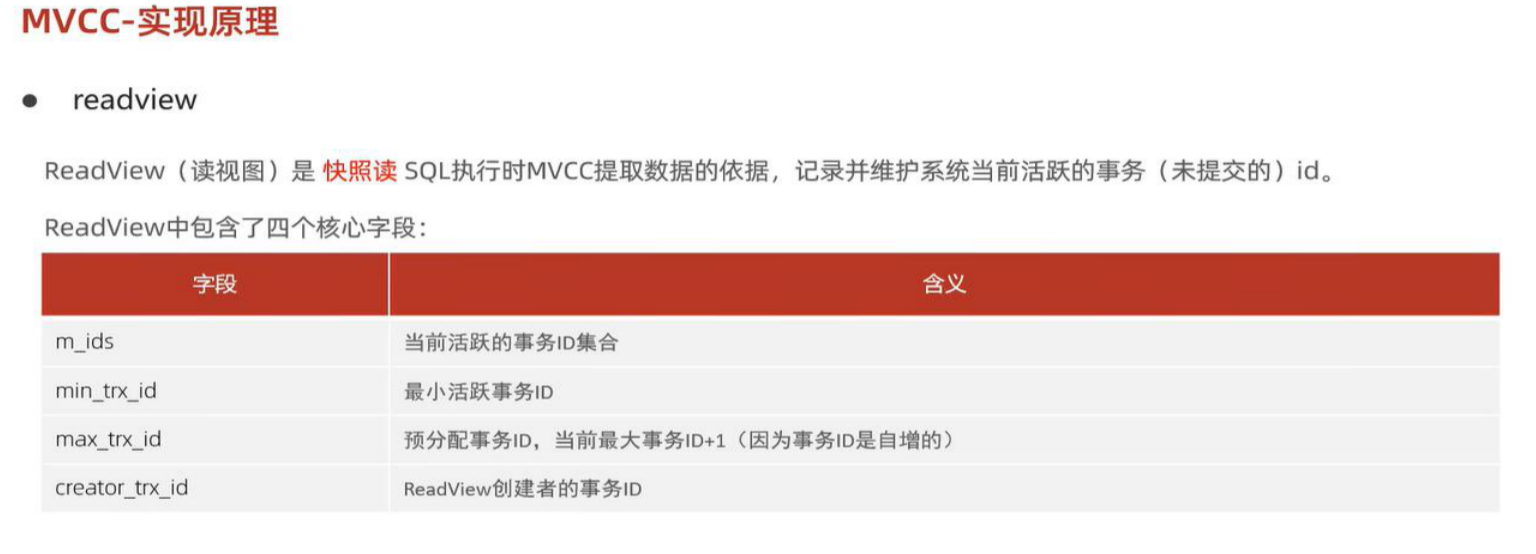 MVCC-实现原理
● readview
ReadView（读视图）是 快照读 SQL执行时MVCC提取数据的依据，记录并维护系统当前活跃的事务（未提交的）id。
ReadView中包含了四个核心字段：
字段 含义
m_ids 当前活跃的事务ID集合
min_trx_id 最小活跃事务ID
max_trx_id 预分配事务ID，当前最大事务ID+1（因为事务ID是自增的）
creator_trx_id ReadView创建者的事务ID